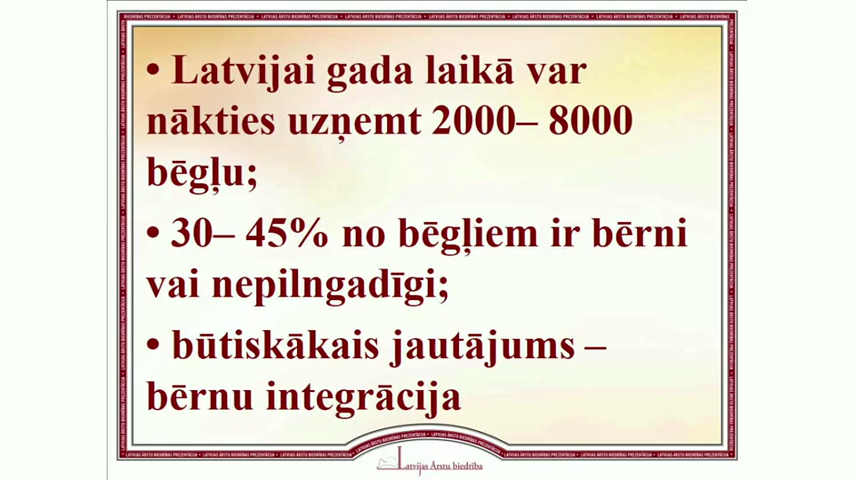 • Latvijai gada laikā var
nākties uzņemt 2000– 8000
bēgļu;
• 30– 45% no bēgļiem ir bērni
vai nepilngadīgi;
• būtiskākais jautājums –
bērnu integrācija
Latvijas Ārstu biedrība